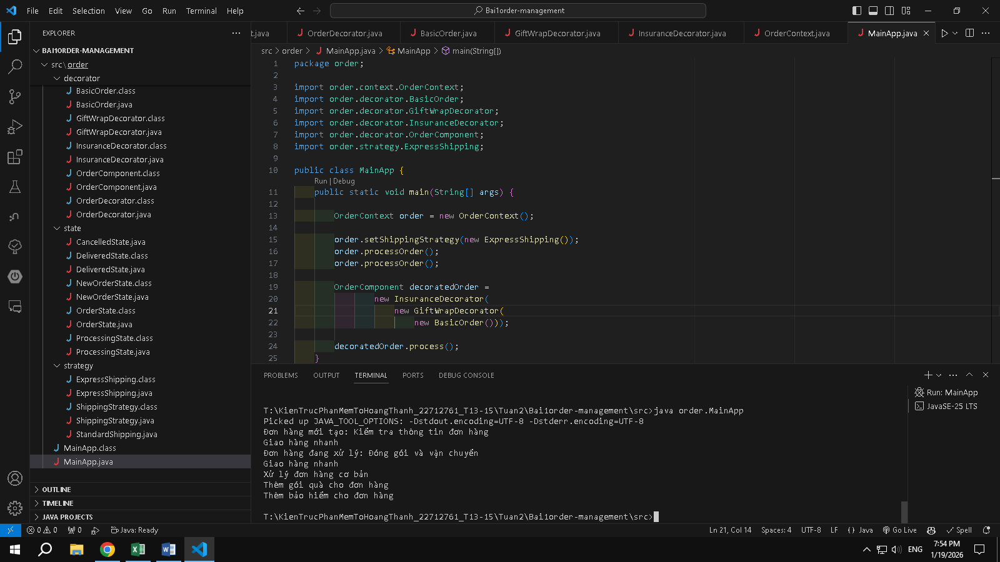 File Edit Selection View Go Run Terminal Help
Bai1order-management
EXPLORER
BAI1ORDER-MANAGEMENT
src\order
decorator
BasicOrder.class
BasicOrder.java
GiftWrapDecorator.class
GiftWrapDecorator.java
InsuranceDecorator.class
InsuranceDecorator.java
OrderComponent.class
OrderComponent.java
OrderDecorator.class
OrderDecorator.java
state
CancelledState.java
DeliveredState.class
DeliveredState.java
NewOrderState.class
NewOrderState.java
OrderState.class
OrderState.java
ProcessingState.class
ProcessingState.java
strategy
ExpressShipping.class
ExpressShipping.java
ShippingStrategy.class
ShippingStrategy.java
StandardShipping.java
MainApp.class
MainApp.java
OUTLINE
TIMELINE
JAVA PROJECTS
t.java OrderDecorator.java BasicOrder.java GiftWrapDecorator.java InsuranceDecorator.java OrderContext.java MainApp.java
src > order > MainApp.java > MainApp > main(String[])
1 package order;
2
3 import order.context.OrderContext;
4 import order.decorator.BasicOrder;
5 import order.decorator.GiftWrapDecorator;
6 import order.decorator.InsuranceDecorator;
7 import order.decorator.OrderComponent;
8 import order.strategy.ExpressShipping;
9
10 public class MainApp {
Run | Debug
11 public static void main(String[] args) {
12
13 OrderContext order = new OrderContext();
14
15 order.setShippingStrategy(new ExpressShipping());
16 order.processOrder();
17 order.processOrder();
18
19 OrderComponent decoratedOrder =
20 new InsuranceDecorator(
21 new GiftWrapDecorator(
22 new BasicOrder()));
23
24 decoratedOrder.process();
25 }
PROBLEMS OUTPUT TERMINAL PORTS DEBUG CONSOLE
Run: MainApp
JavaSE-25 LTS
T:\KienTrucPhanMemToHoangThanh_22712761_T13-15\Tuan2\Bai1order-management\src>java order.MainApp
Picked up JAVA_TOOL_OPTIONS: -Dstdout.encoding=UTF-8 -Dstderr.encoding=UTF-8
Đơn hàng mới tạo: Kiểm tra thông tin đơn hàng
Giao hàng nhanh
Đơn hàng đang xử lý: Đóng gói và vận chuyển
Giao hàng nhanh
Xử lý đơn hàng cơ bản
Thêm gói quà cho đơn hàng
Thêm bảo hiểm cho đơn hàng
T:\KienTrucPhanMemToHoangThanh_22712761_T13-15\Tuan2\Bai1order-management\src>
0 0 0 Java: Ready Ln 21, Col 14 Spaces: 4 UTF-8 LF {} Java Go Live Spell
ENG 7:54 PM
1/19/2026